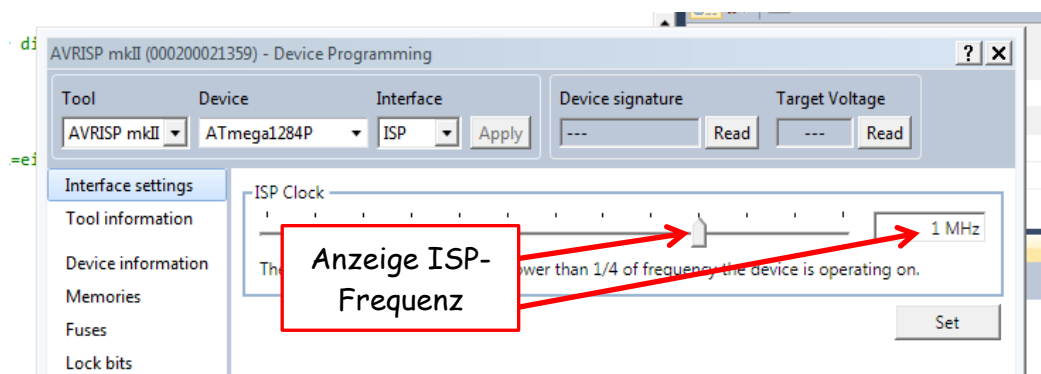 di
AVRISP mkII (000200021359) - Device Programming
? X
Tool Device Interface Device signature Target Voltage
AVRISP mkII ATmega1284P ISP Apply --- Read --- Read
.=ei
Interface settings
Tool information
Device information
Memories
Fuses
Lock bits
ISP Clock
1 MHz
Anzeige ISP-
Frequenz
The ower than 1/4 of frequency the device is operating on.
Set